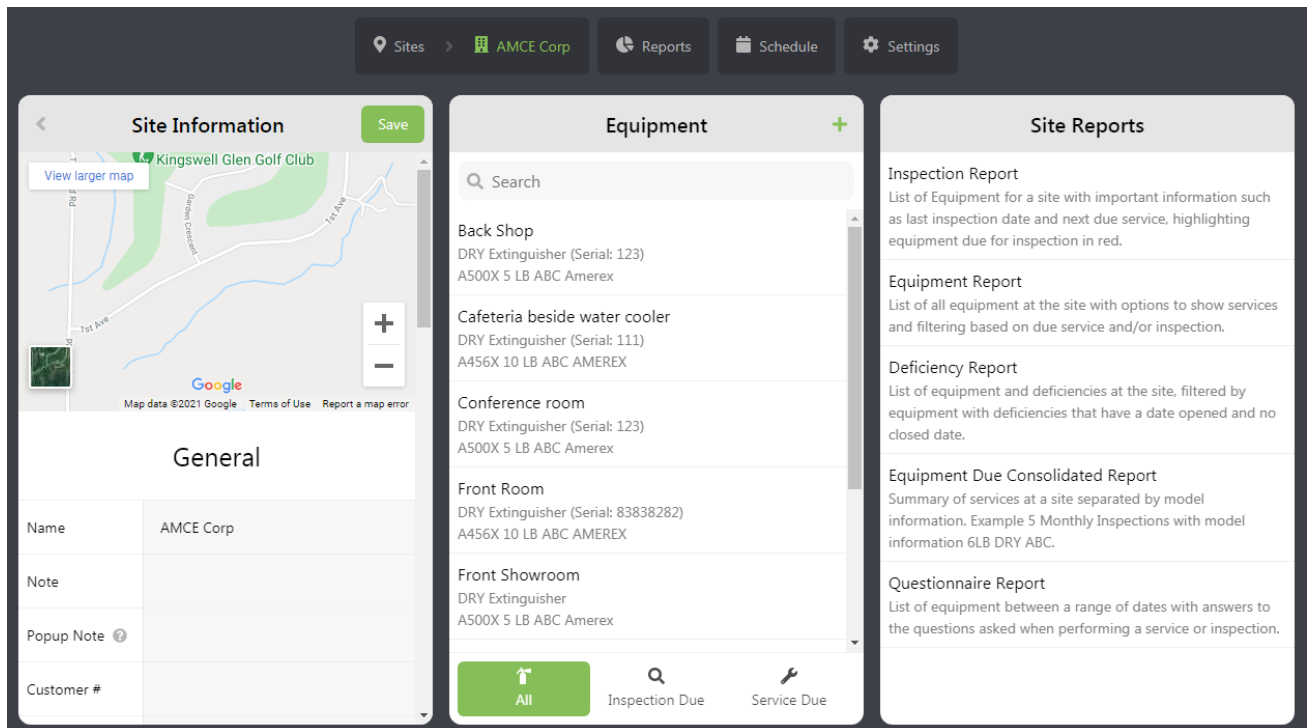 Sites > AMCE Corp Reports Schedule Settings
Site Information
Save
Kingswell Glen Golf Club
View larger map
Garden Crescent
1st Ave
1st Ave
Google
Map data ©2021 Google Terms of Use Report a map error
General
Name AMCE Corp
Note
Popup Note ?
Customer #
Equipment
Search
Back Shop
DRY Extinguisher (Serial: 123)
A500X 5 LB ABC Amerex
Cafeteria beside water cooler
DRY Extinguisher (Serial: 111)
A456X 10 LB ABC AMEREX
Conference room
DRY Extinguisher (Serial: 123)
A500X 5 LB ABC Amerex
Front Room
DRY Extinguisher (Serial: 83838282)
A456X 10 LB ABC AMEREX
Front Showroom
DRY Extinguisher
A500X 5 LB ABC Amerex
All Inspection Due Service Due
Site Reports
Inspection Report
List of Equipment for a site with important information such
as last inspection date and next due service, highlighting
equipment due for inspection in red.
Equipment Report
List of all equipment at the site with options to show services
and filtering based on due service and/or inspection.
Deficiency Report
List of equipment and deficiencies at the site, filtered by
equipment with deficiencies that have a date opened and no
closed date.
Equipment Due Consolidated Report
Summary of services at a site separated by model
information. Example 5 Monthly Inspections with model
information 6LB DRY ABC.
Questionnaire Report
List of equipment between a range of dates with answers to
the questions asked when performing a service or inspection.